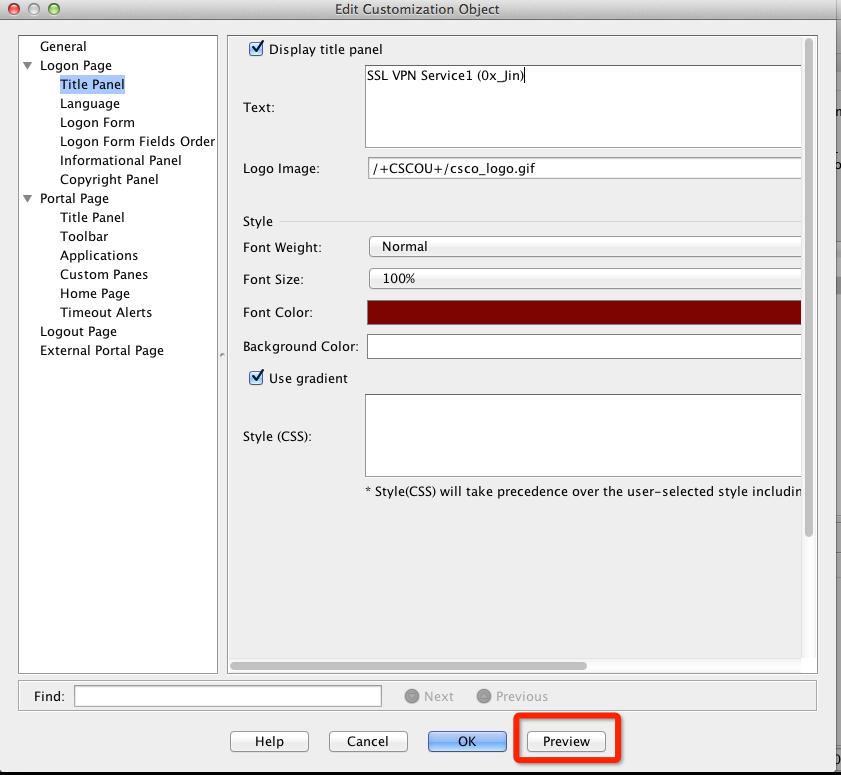 Edit Customization Object
General
Logon Page
Title Panel
Language
Logon Form
Logon Form Fields Order
Informational Panel
Copyright Panel
Portal Page
Title Panel
Toolbar
Applications
Custom Panes
Home Page
Timeout Alerts
Logout Page
External Portal Page
Display title panel
Text:
SSL VPN Service1 (0x_Jin)
Logo Image:
/+CSCOU+/csco_logo.gif
Style
Font Weight:
Normal
Font Size:
100%
Font Color:
Background Color:
Use gradient
Style (CSS):
* Style(CSS) will take precedence over the user-selected style
Find:
Next
Previous
Help
Cancel
OK
Preview